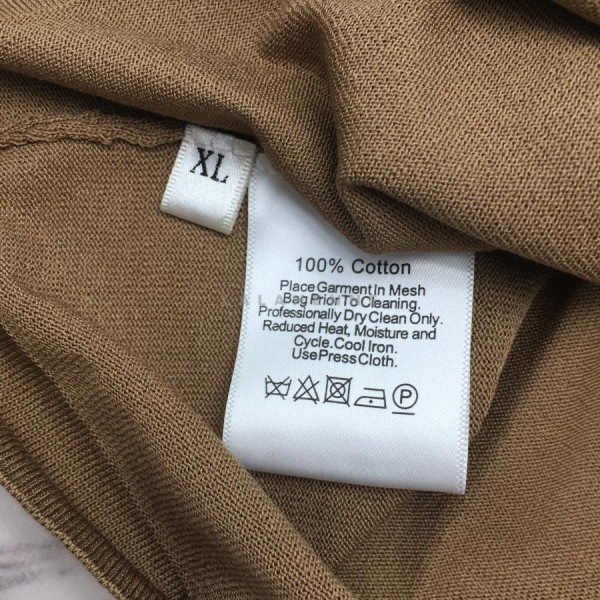 XL
100% Cotton
Place Garment In Mesh
Bag Prior to Cleaning.
Professionally Dry Clean Only.
Reduced Heat, Moisture and
Cycle. Cool Iron.
Use Press Cloth.
P